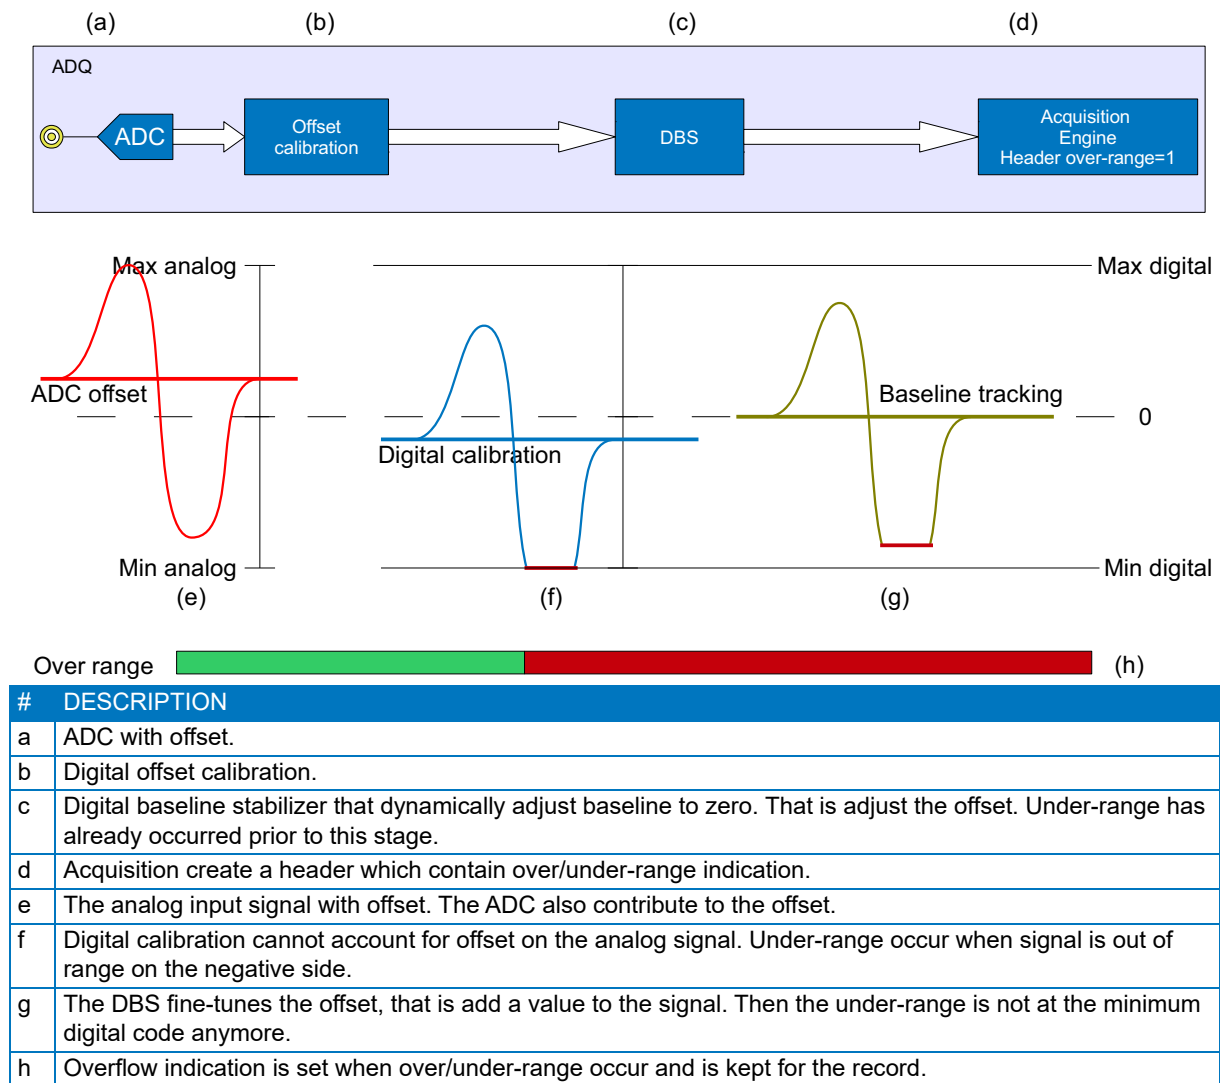 (a) (b) (c) (d)
ADQ
ADC
Offset
calibration
DBS
Acquisition
Engine
Header over-range=1
Max analog
Max digital
ADC offset
Baseline tracking
0
Digital calibration
Min analog
Min digital
(e) (f) (g)
Over range
(h)
# DESCRIPTION
a ADC with offset.
b Digital offset calibration.
c Digital baseline stabilizer that dynamically adjust baseline to zero. That is adjust the offset. Under-range has
already occurred prior to this stage.
d Acquisition create a header which contain over/under-range indication.
e The analog input signal with offset. The ADC also contribute to the offset.
f Digital calibration cannot account for offset on the analog signal. Under-range occur when signal is out of
range on the negative side.
g The DBS fine-tunes the offset, that is add a value to the signal. Then the under-range is not at the minimum
digital code anymore.
h Overflow indication is set when over/under-range occur and is kept for the record.